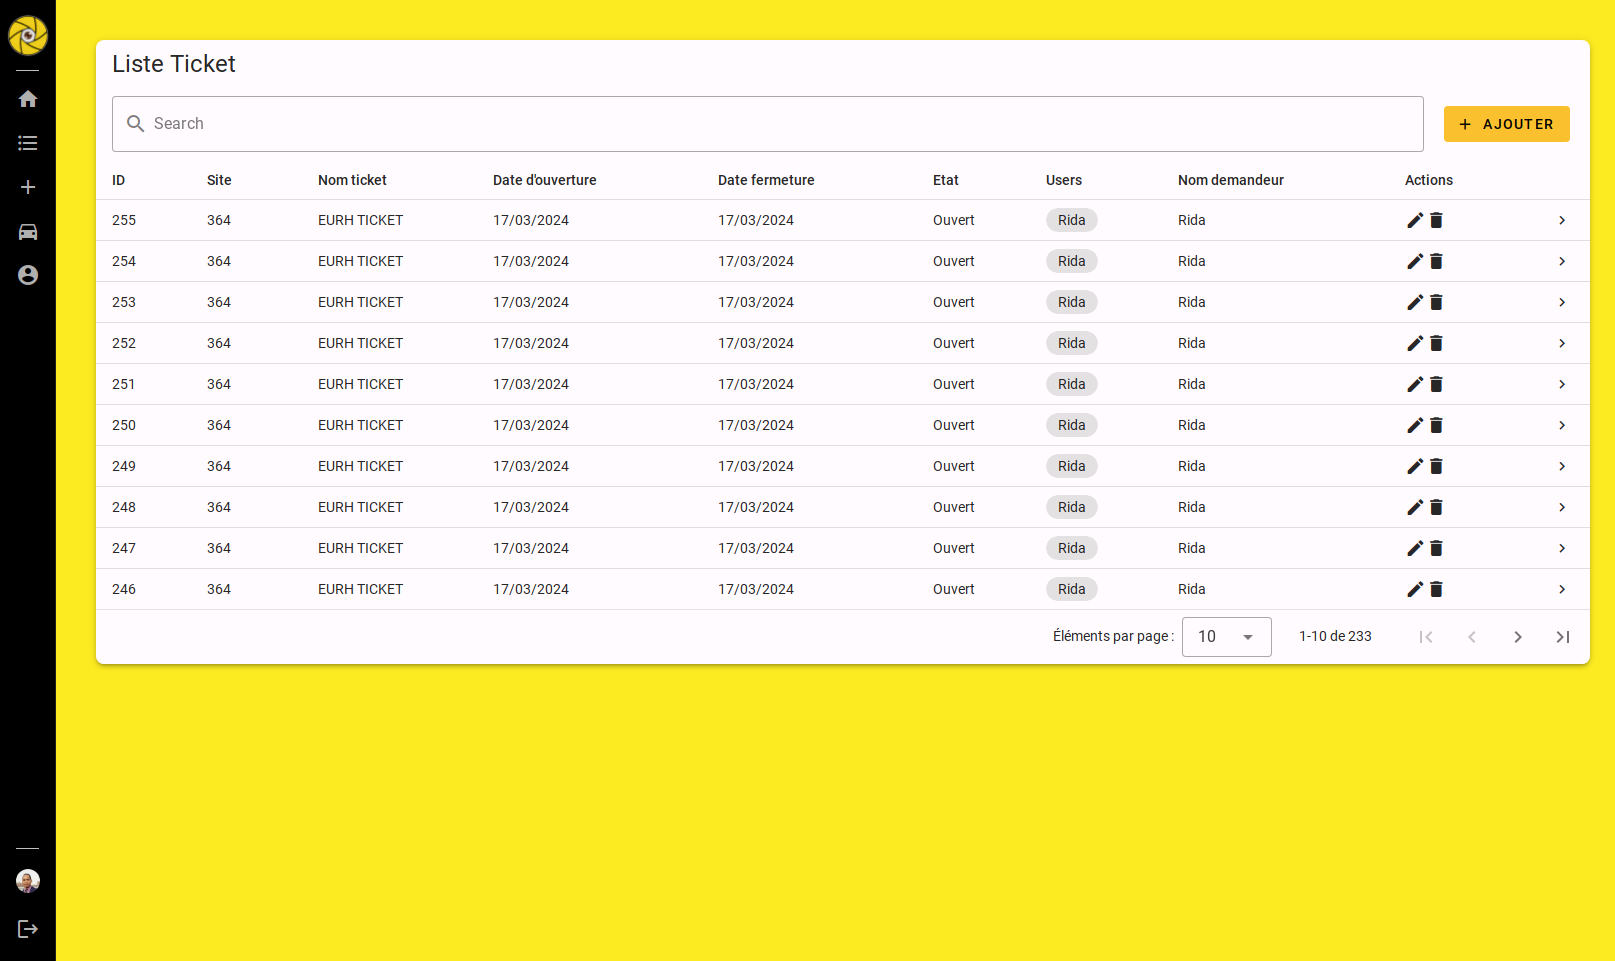 Liste Ticket
Search
AJOUTER
ID Site Nom ticket Date d'ouverture Date fermeture Etat Users Nom demandeur Actions
255 364 EURH TICKET 17/03/2024 17/03/2024 Ouvert Rida Rida
254 364 EURH TICKET 17/03/2024 17/03/2024 Ouvert Rida Rida
253 364 EURH TICKET 17/03/2024 17/03/2024 Ouvert Rida Rida
252 364 EURH TICKET 17/03/2024 17/03/2024 Ouvert Rida Rida
251 364 EURH TICKET 17/03/2024 17/03/2024 Ouvert Rida Rida
250 364 EURH TICKET 17/03/2024 17/03/2024 Ouvert Rida Rida
249 364 EURH TICKET 17/03/2024 17/03/2024 Ouvert Rida Rida
248 364 EURH TICKET 17/03/2024 17/03/2024 Ouvert Rida Rida
247 364 EURH TICKET 17/03/2024 17/03/2024 Ouvert Rida Rida
246 364 EURH TICKET 17/03/2024 17/03/2024 Ouvert Rida Rida
Éléments par page : 10 1-10 de 233